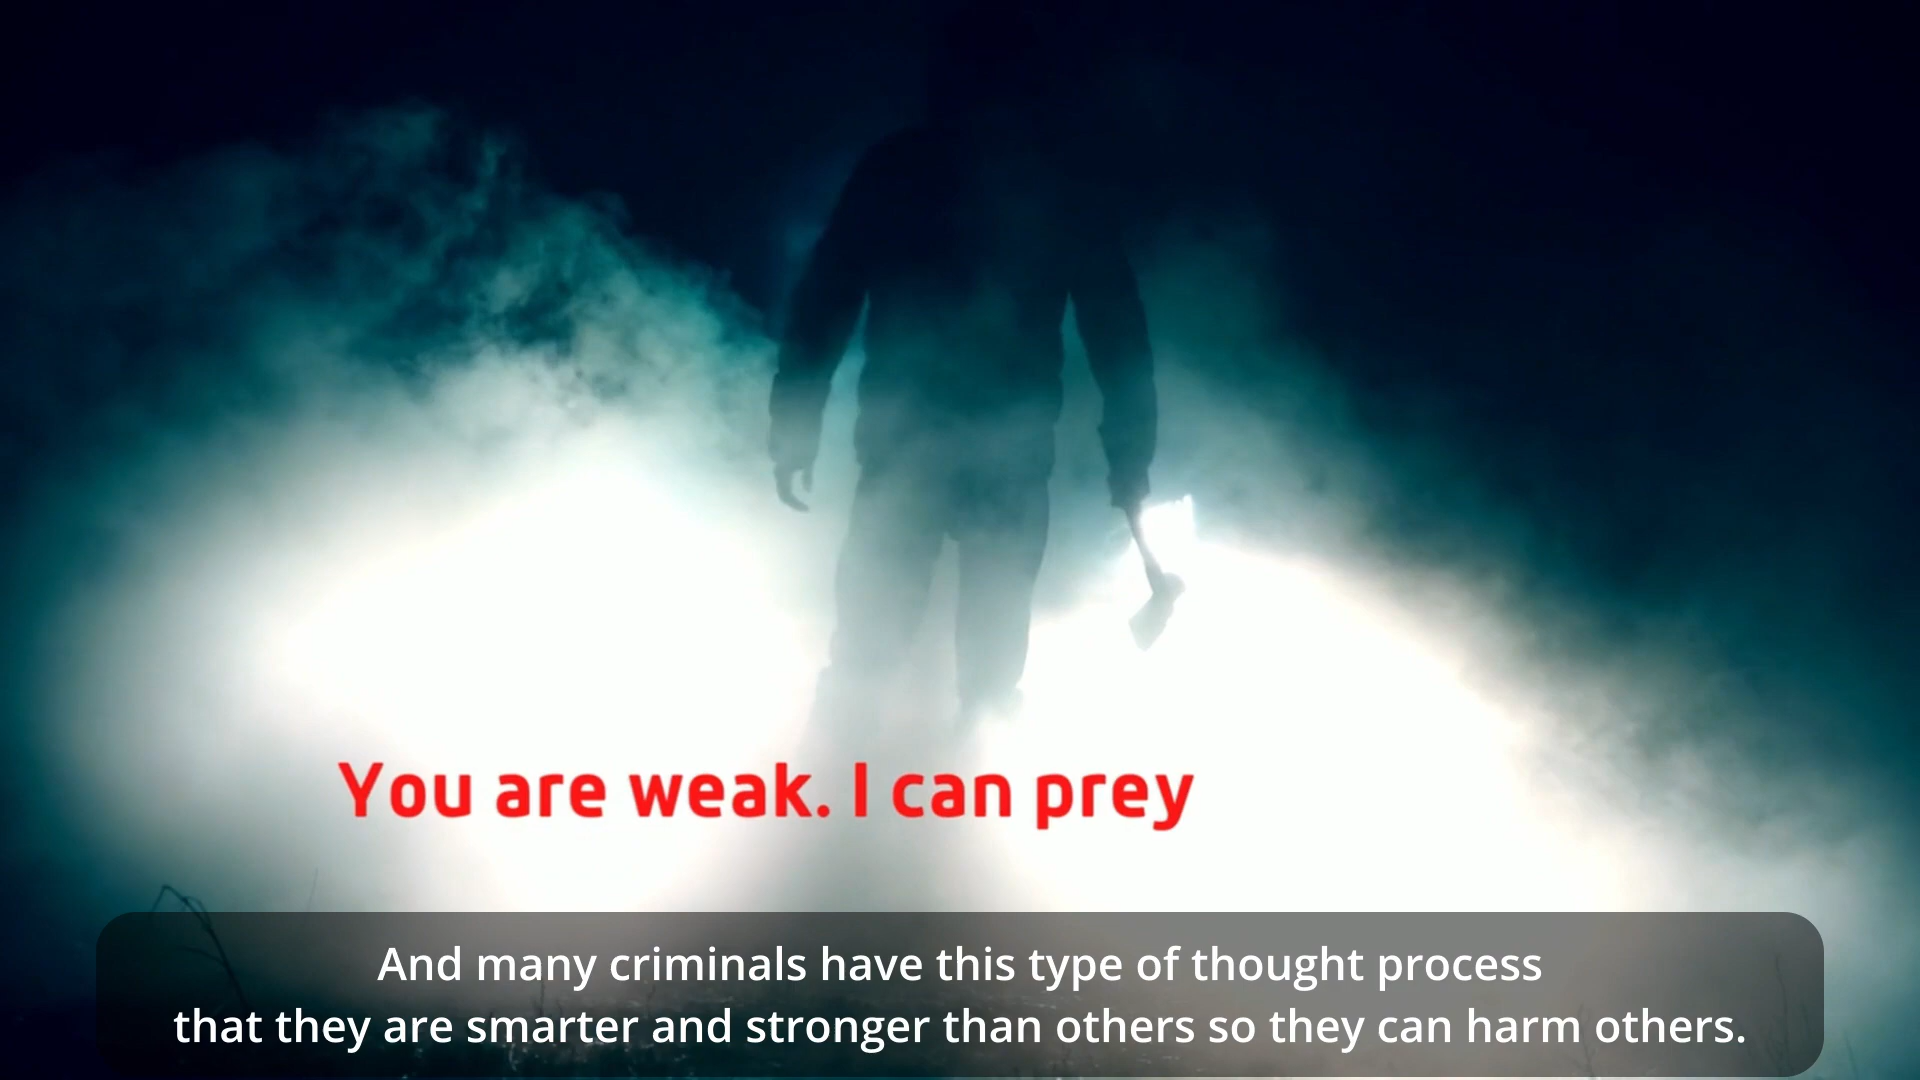 You are weak. I can prey
And many criminals have this type of thought process
that they are smarter and stronger than others so they can harm others.